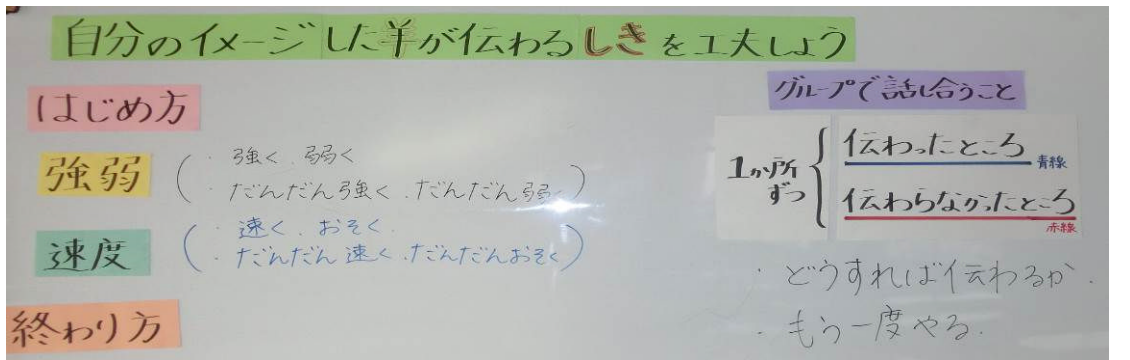 自分のイメージした羊が伝わるしきを工夫しよう
はじめ方
強弱
(・強く、弱く
・だんだん強く、だんだん弱く)
速度
(・速く、おそく、
・だんだん速く、だんだんおそく)
終わり方
グループで話し合うこと
1か所
ずつ
伝わったところ
青線
伝わらなかったところ
赤線
・どうすれば伝わるか.
・もう一度やる.